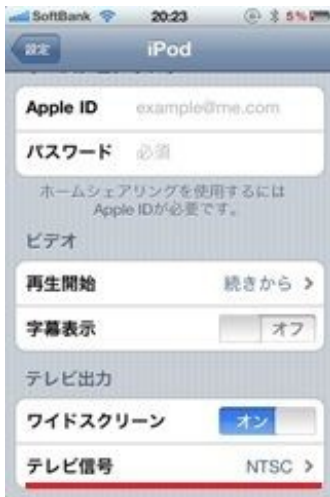 SoftBank 20:23 5%
設定 iPod
Apple ID example@me.com
パスワード 必須
ホームシェアリングを使用するには
Apple IDが必要です。
ビデオ
再生開始 続きから >
字幕表示 オフ
テレビ出力
ワイドスクリーン オン
テレビ信号 NTSC >